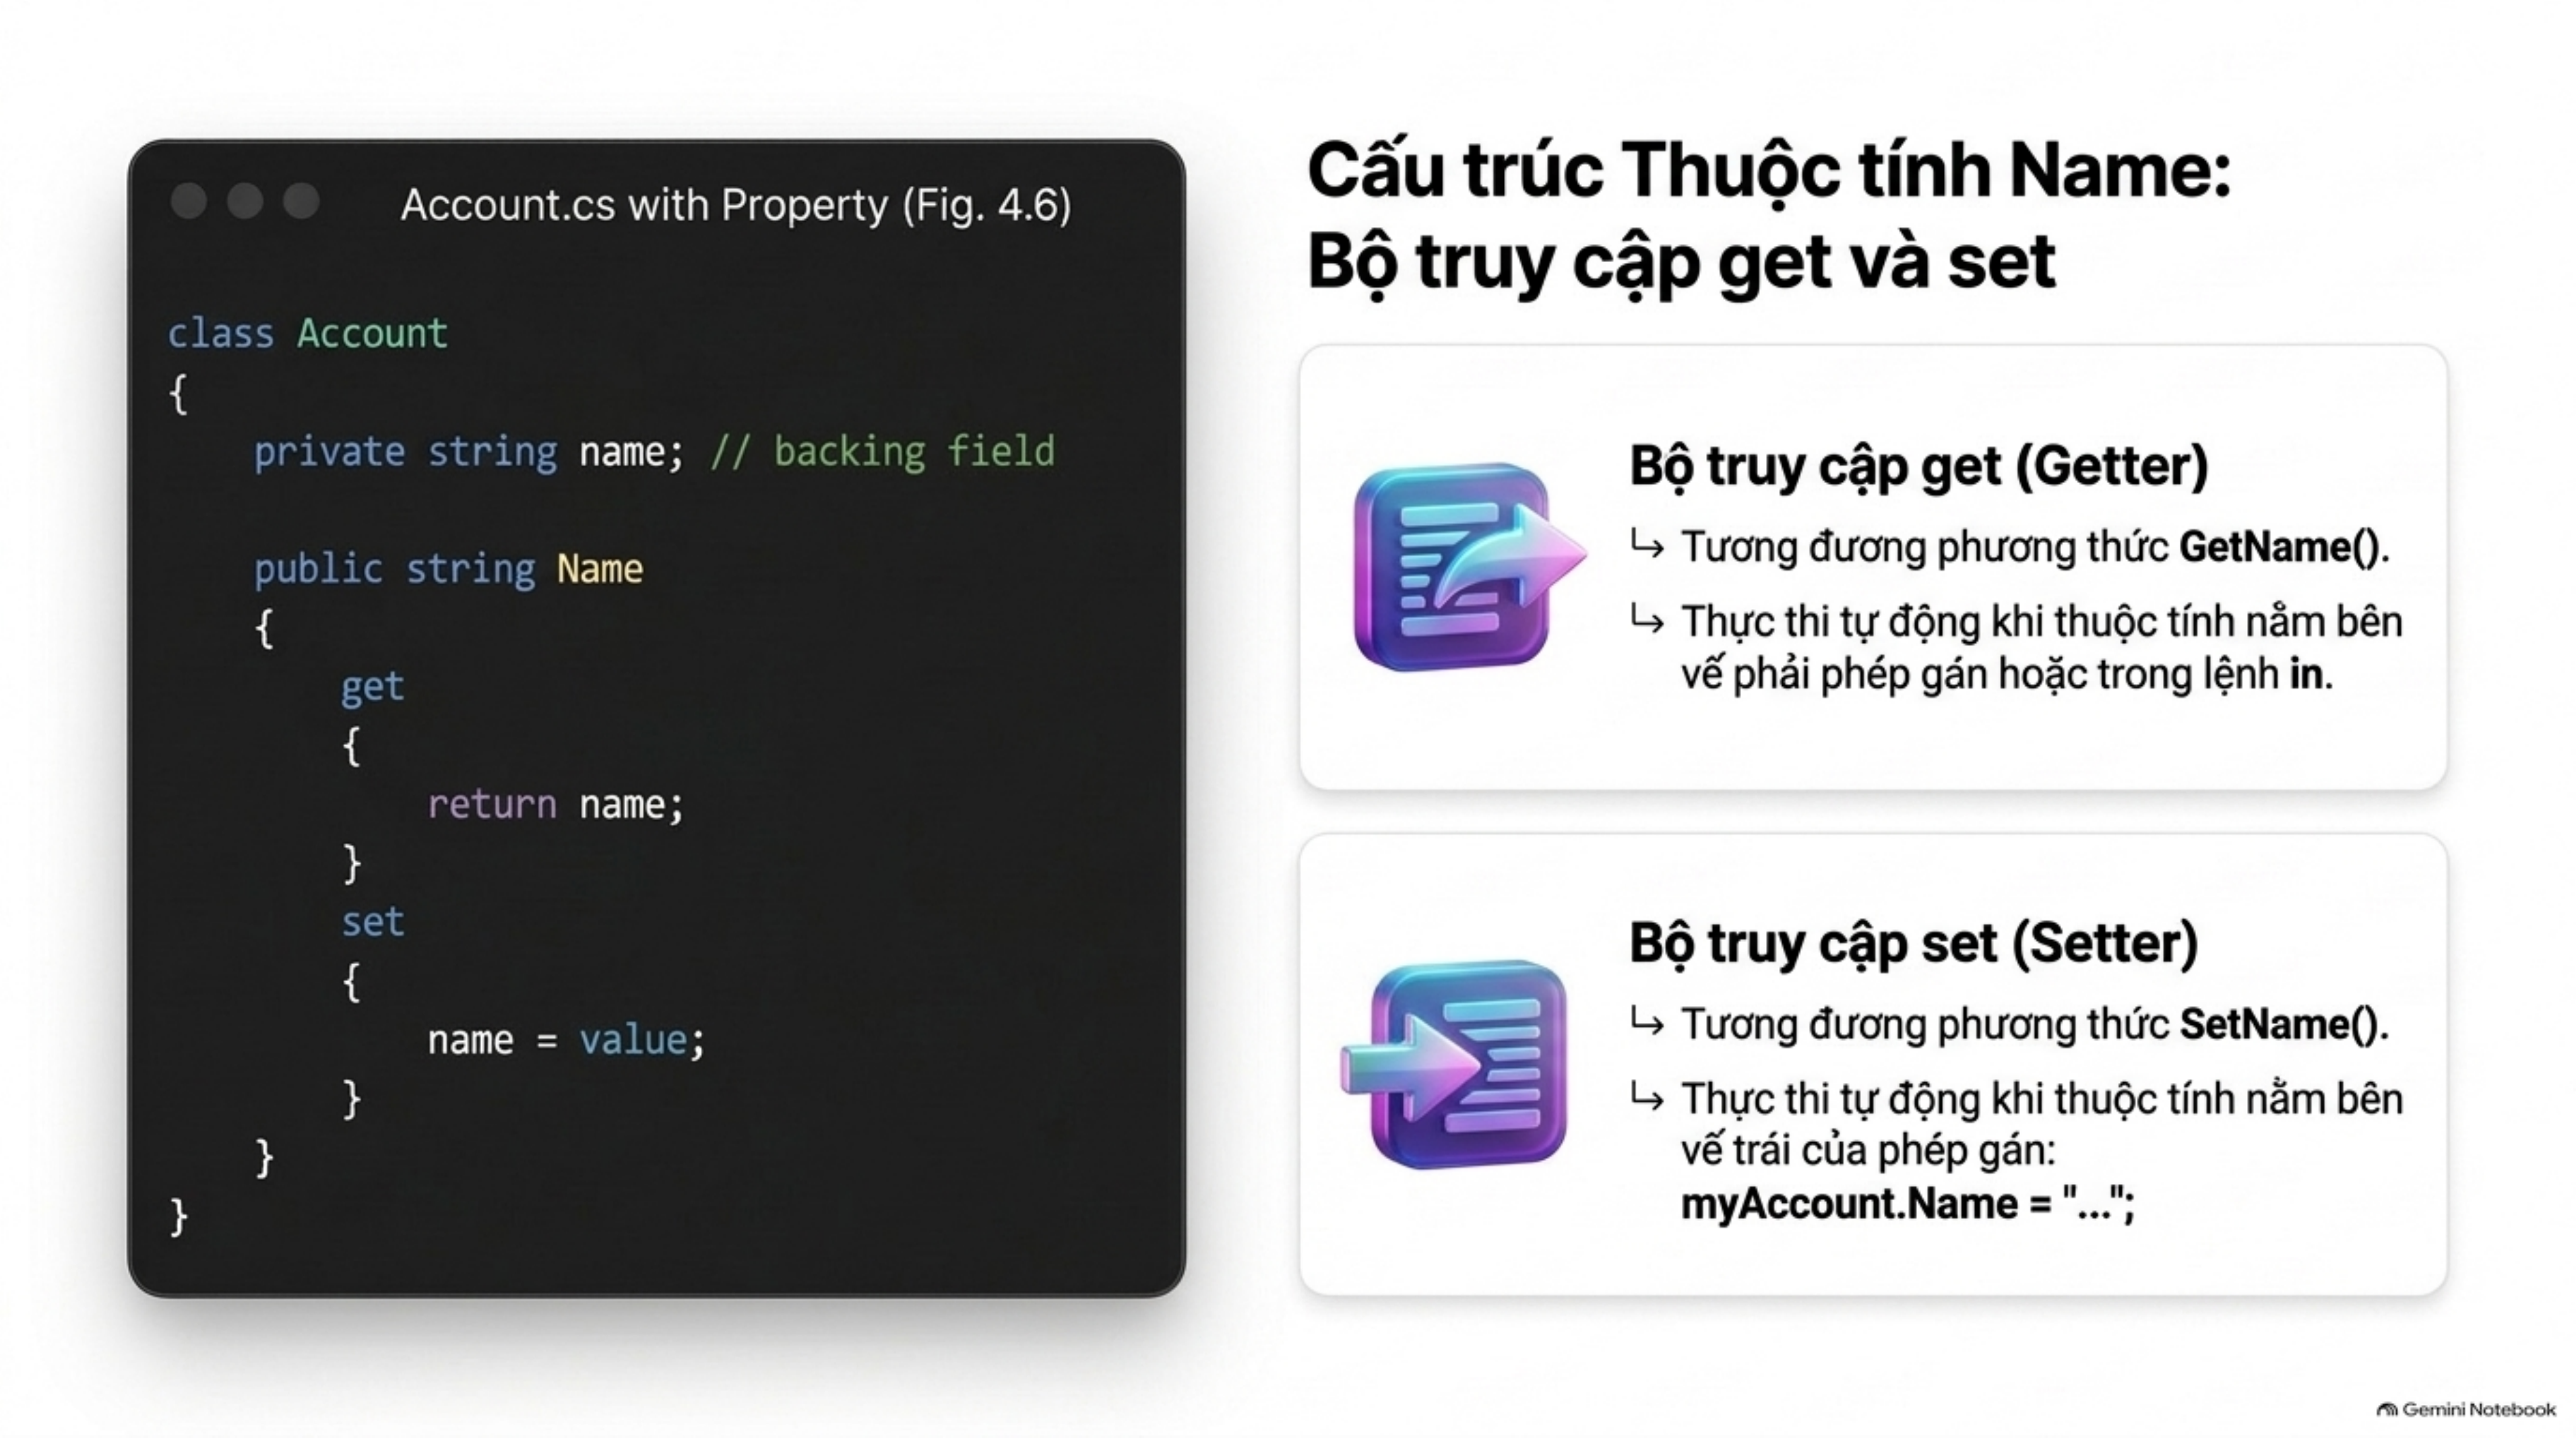 Account.cs with Property (Fig. 4.6)
class Account
{
    private string name; // backing field
    public string Name
    {
        get
        {
            return name;
        }
        set
        {
            name = value;
        }
    }
}
Cấu trúc Thuộc tính Name:
Bộ truy cập get và set
Bộ truy cập get (Getter)
↳ Tương đương phương thức GetName().
↳ Thực thi tự động khi thuộc tính nằm bên
vế phải phép gán hoặc trong lệnh in.
Bộ truy cập set (Setter)
↳ Tương đương phương thức SetName().
↳ Thực thi tự động khi thuộc tính nằm bên
vế trái của phép gán:
myAccount.Name = "...";
Gemini Notebook